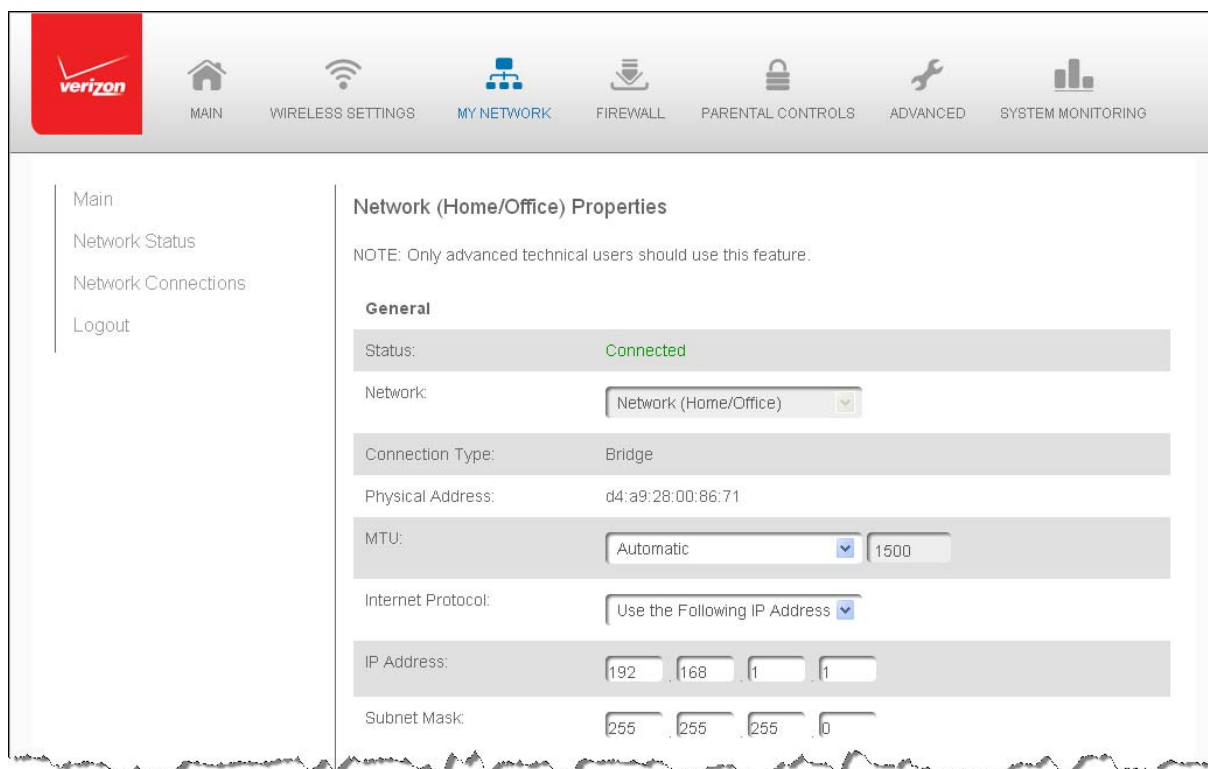 verizon
MAIN
WIRELESS SETTINGS
MY NETWORK
FIREWALL
PARENTAL CONTROLS
ADVANCED
SYSTEM MONITORING
Main
Network Status
Network Connections
Logout
Network (Home/Office) Properties
NOTE: Only advanced technical users should use this feature.
General
Status: Connected
Network: Network (Home/Office)
Connection Type: Bridge
Physical Address: d4:a9:28:00:86:71
MTU: Automatic 1500
Internet Protocol: Use the Following IP Address
IP Address: 192 . 168 . 1 . 1
Subnet Mask: 255 . 255 . 255 . 0